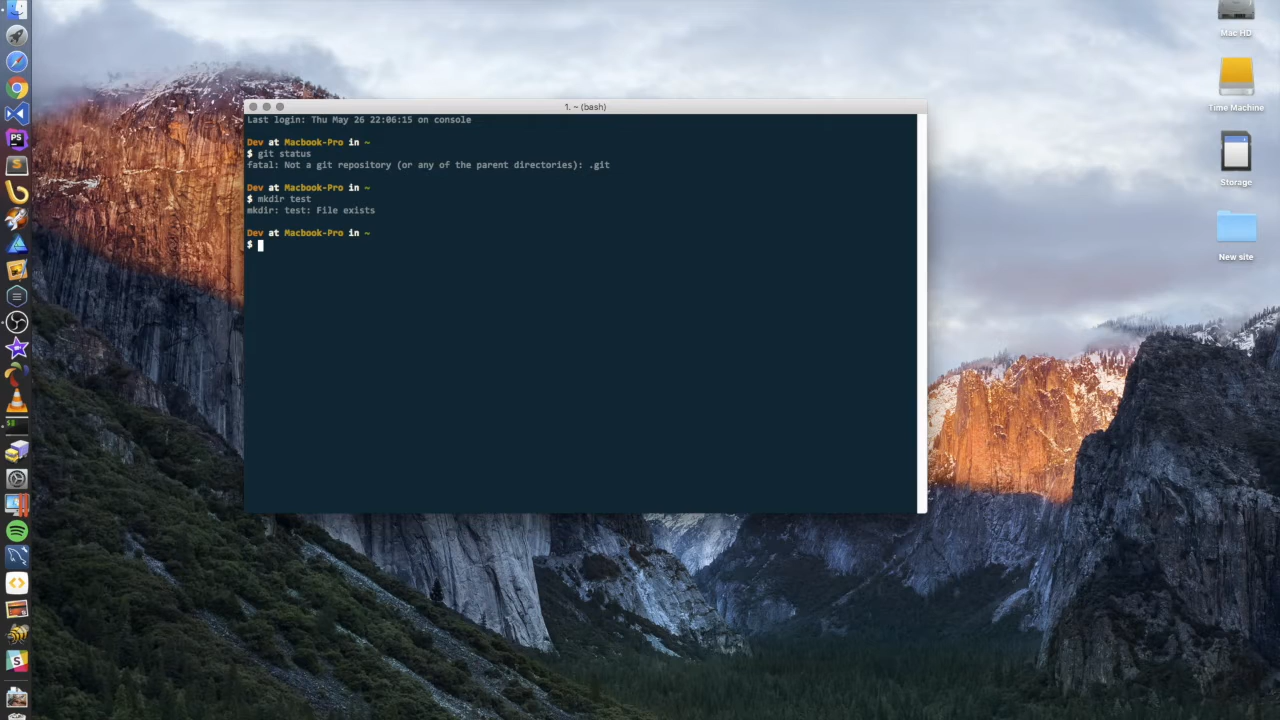 1. ~ (bash)
Last login: Thu May 26 22:06:15 on console
Dev at Macbook-Pro in ~
$ git status
fatal: Not a git repository (or any of the parent directories): .git
Dev at Macbook-Pro in ~
$ mkdir test
mkdir: test: File exists
Dev at Macbook-Pro in ~
$
Mac HD
Time Machine
Storage
New site
PS
S
S